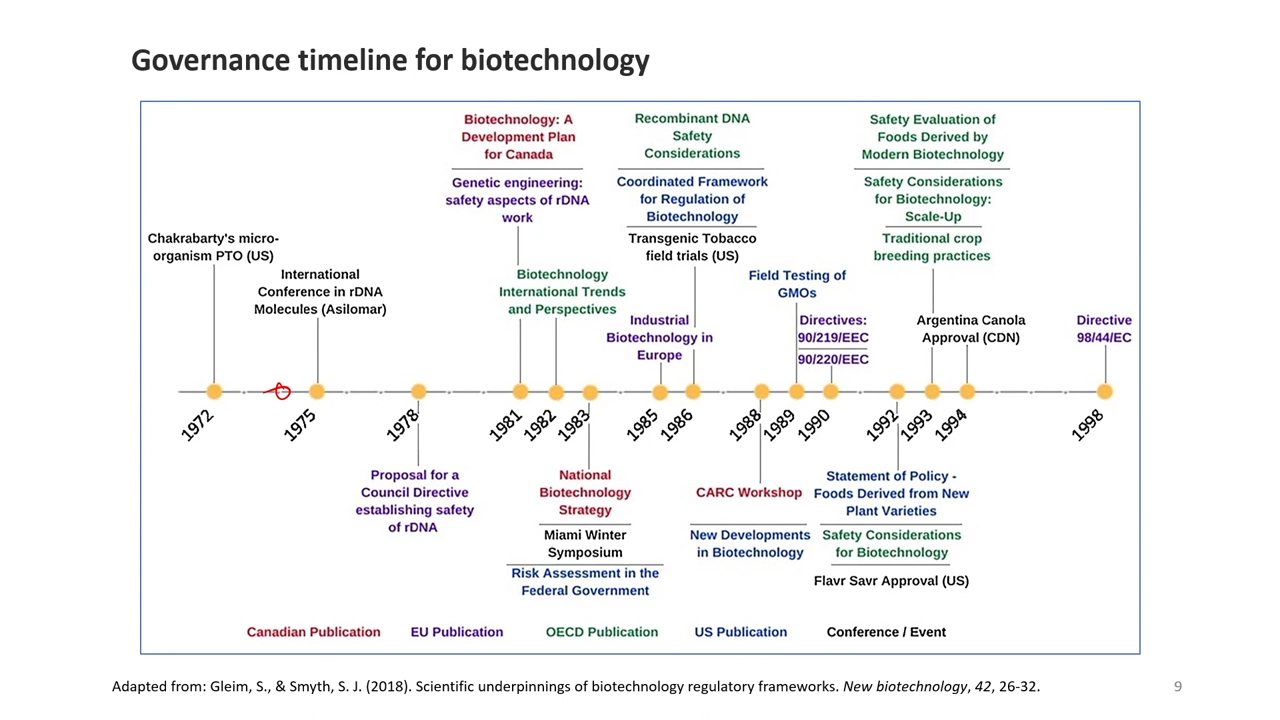 Governance timeline for biotechnology
Biotechnology: A
Development Plan
for Canada
Genetic engineering:
safety aspects of rDNA
work
Recombinant DNA
Safety
Considerations
Coordinated Framework
for Regulation of
Biotechnology
Transgenic Tobacco
field trials (US)
Safety Evaluation of
Foods Derived by
Modern Biotechnology
Safety Considerations
for Biotechnology:
Scale-Up
Traditional crop
breeding practices
Chakrabarty's micro-
organism PTO (US)
International
Conference in rDNA
Molecules (Asilomar)
Biotechnology
International Trends
and Perspectives
Industrial
Biotechnology in
Europe
Field Testing of
GMOs
Directives:
90/219/EEC
90/220/EEC
Argentina Canola
Approval (CDN)
Directive
98/44/EC
1972
1975
1978
1981
1982
1983
1985
1986
1988
1989
1990
1992
1993
1994
1998
Proposal for a
Council Directive
establishing safety
of rDNA
National
Biotechnology
Strategy
Miami Winter
Symposium
Risk Assessment in the
Federal Government
CARC Workshop
New Developments
in Biotechnology
Statement of Policy -
Foods Derived from New
Plant Varieties
Safety Considerations
for Biotechnology
Flavr Savr Approval (US)
Canadian Publication
EU Publication
OECD Publication
US Publication
Conference / Event
Adapted from: Gleim, S., & Smyth, S. J. (2018). Scientific underpinnings of biotechnology regulatory frameworks. New biotechnology, 42, 26-32.
9